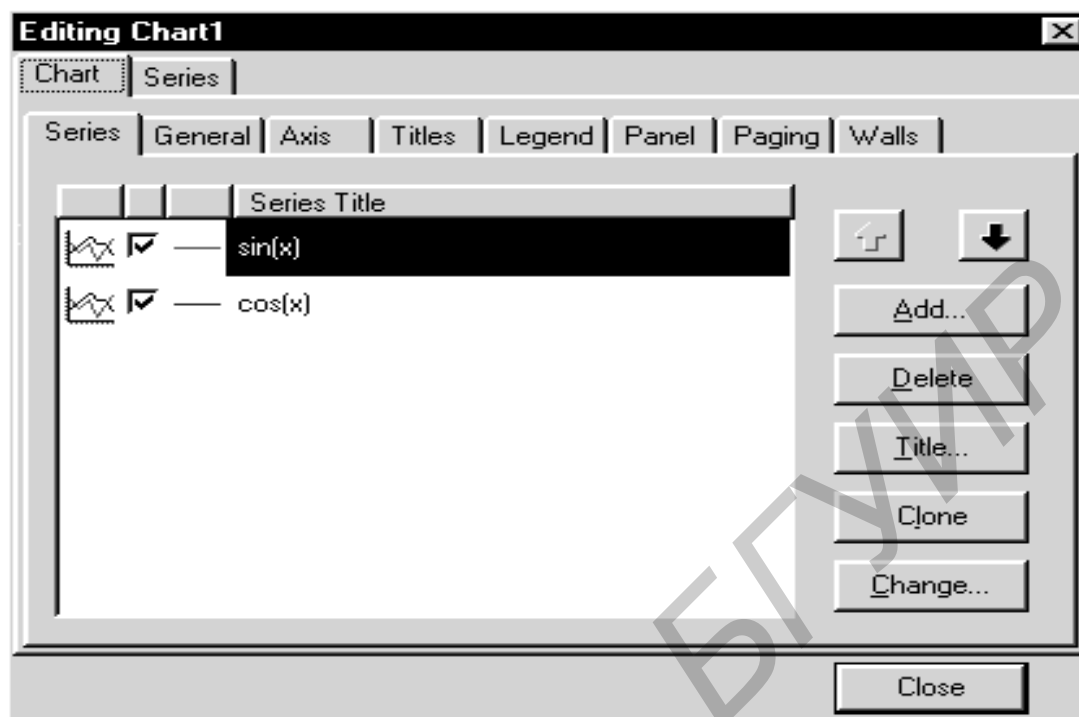 Editing Chart1
Chart Series
Series General Axis Titles Legend Panel Paging Walls
Series Title
sin(x)
cos(x)
Add...
Delete
Title...
Clone
Change...
Close
БГУИР